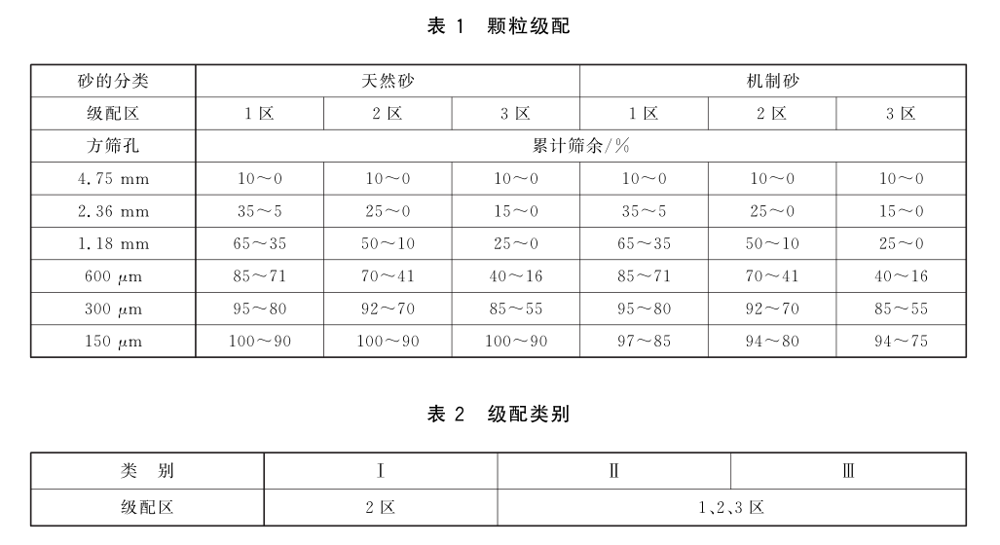 表 1 颗粒级配
砂的分类 天然砂 机制砂
级配区 1 区 2 区 3 区 1 区 2 区 3 区
方筛孔 累计筛余/%
4.75 mm 10～0 10～0 10～0 10～0 10～0 10～0
2.36 mm 35～5 25～0 15～0 35～5 25～0 15～0
1.18 mm 65～35 50～10 25～0 65～35 50～10 25～0
600 μm 85～71 70～41 40～16 85～71 70～41 40～16
300 μm 95～80 92～70 85～55 95～80 92～70 85～55
150 μm 100～90 100～90 100～90 97～85 94～80 94～75
表 2 级配类别
类 别 Ⅰ Ⅱ Ⅲ
级配区 2 区 1、2、3 区